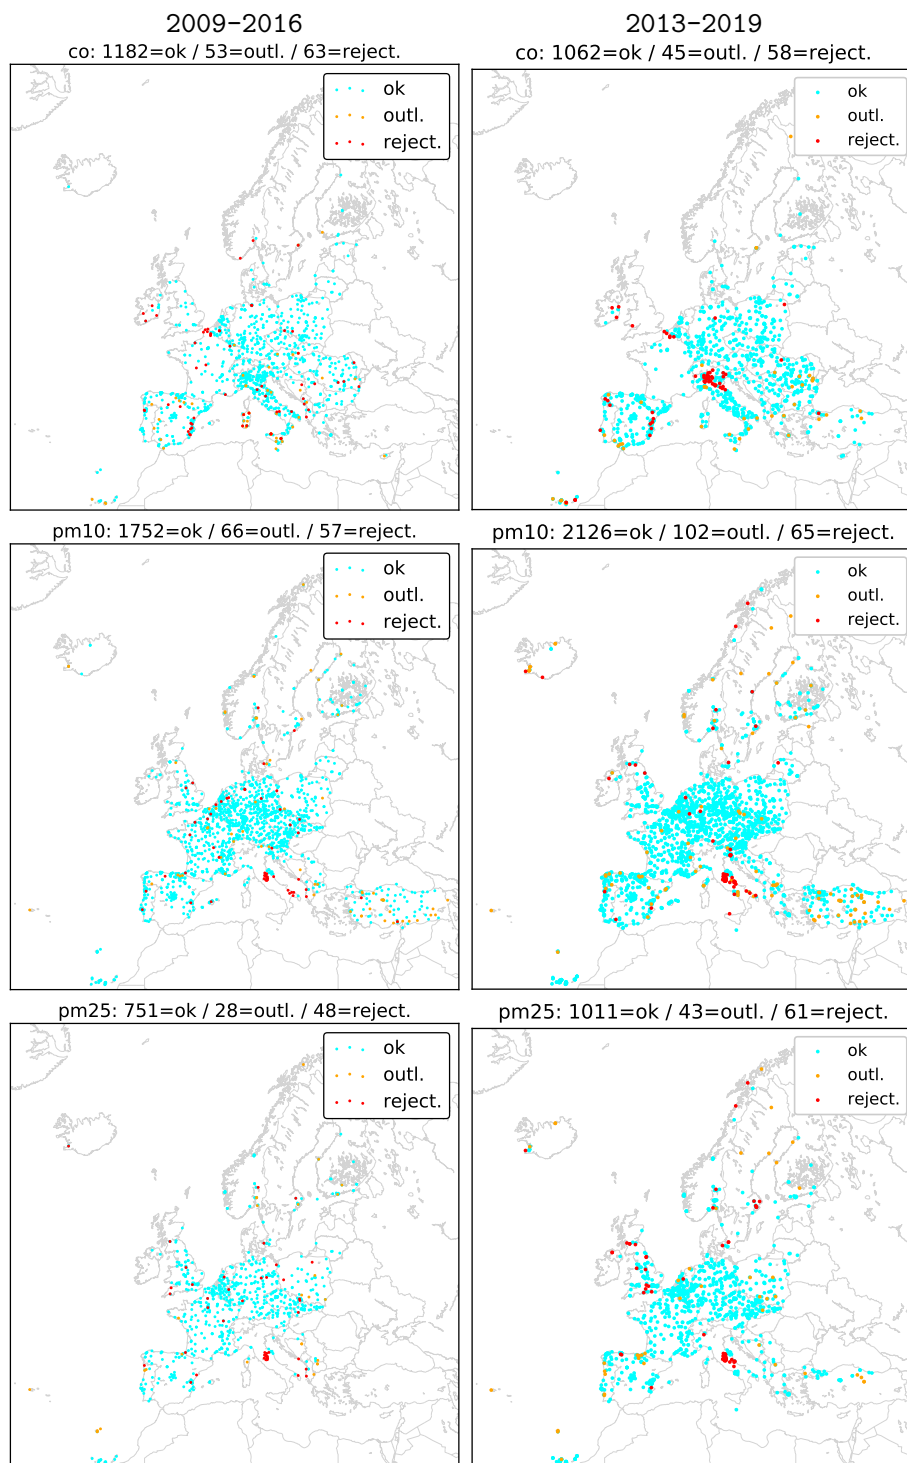 2009-2016
2013-2019
co: 1182=ok / 53=outl. / 63=reject.
co: 1062=ok / 45=outl. / 58=reject.
ok
outl.
reject.
ok
outl.
reject.
pm10: 1752=ok / 66=outl. / 57=reject.
pm10: 2126=ok / 102=outl. / 65=reject.
ok
outl.
reject.
ok
outl.
reject.
pm25: 751=ok / 28=outl. / 48=reject.
pm25: 1011=ok / 43=outl. / 61=reject.
ok
outl.
reject.
ok
outl.
reject.